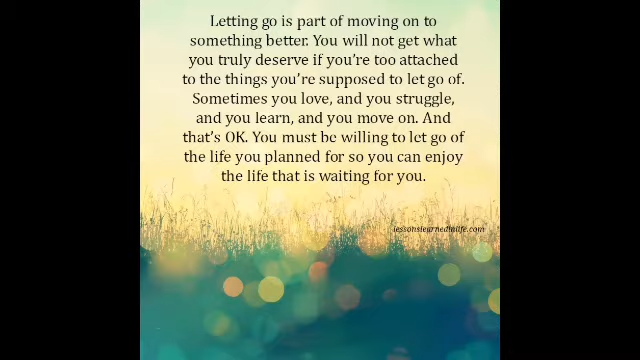 Letting go is part of moving on to
something better. You will not get what
you truly deserve if you're too attached
to the things you're supposed to let go of.
Sometimes you love, and you struggle,
and you learn, and you move on. And
that's OK. You must be willing to let go of
the life you planned for so you can enjoy
the life that is waiting for you.
lessonslearnedinlife.com